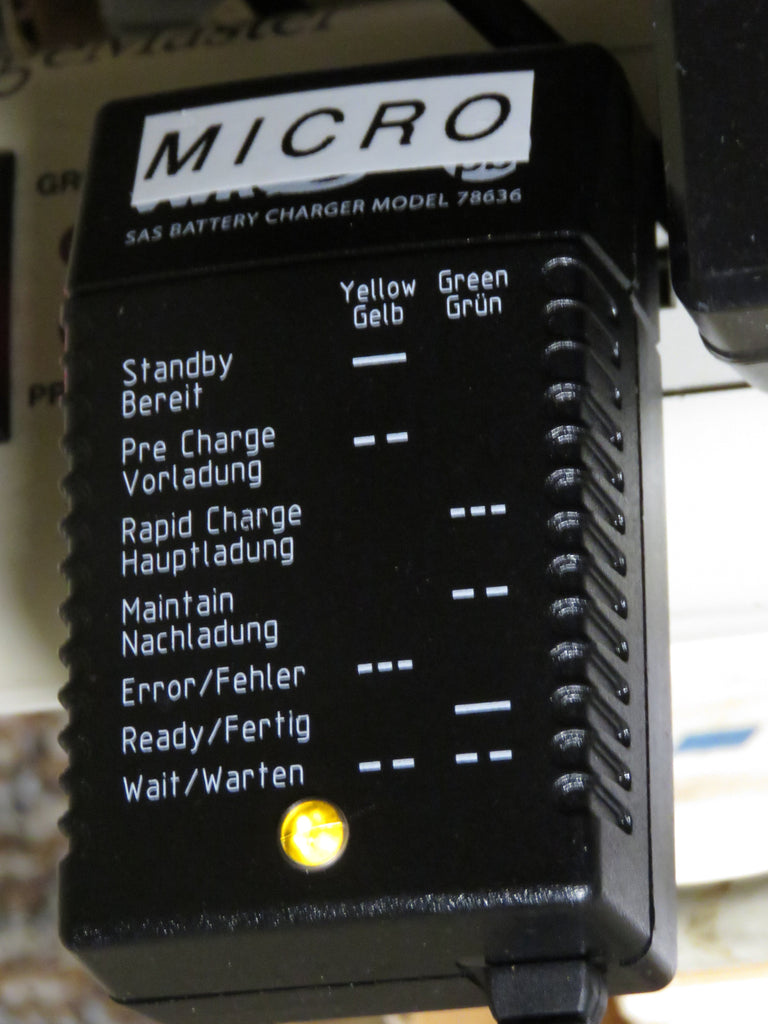 MICRO
SAS BATTERY CHARGER MODEL 78636
Yellow Green
Gelb Grün
Standby
Bereit
Pre Charge
Vorladung
Rapid Charge
Hauptladung
Maintain
Nachladung
Error/Fehler
Ready/Fertig
Wait/Warten